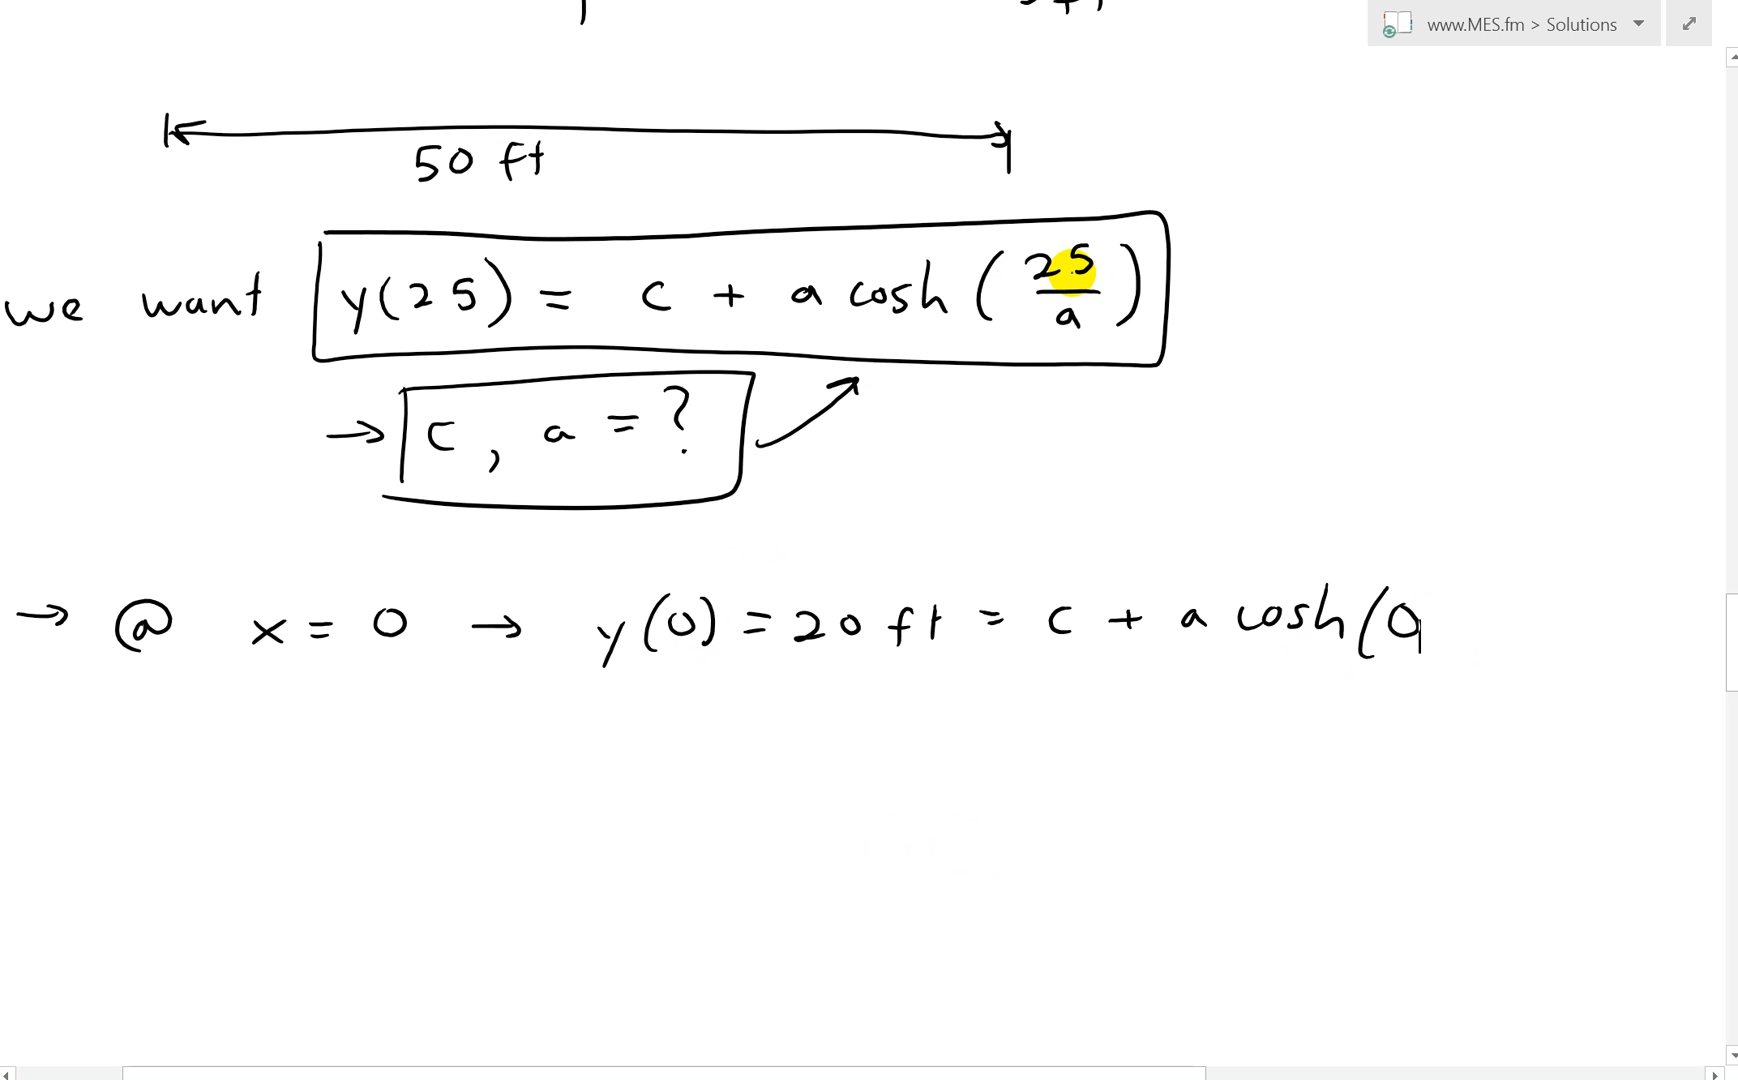 www.MES.fm > Solutions
50 ft
we want y(25) = c + a cosh(25/a)
→ c, a = ?
→ @ x = 0 → y(0) = 20 ft = c + a cosh(0